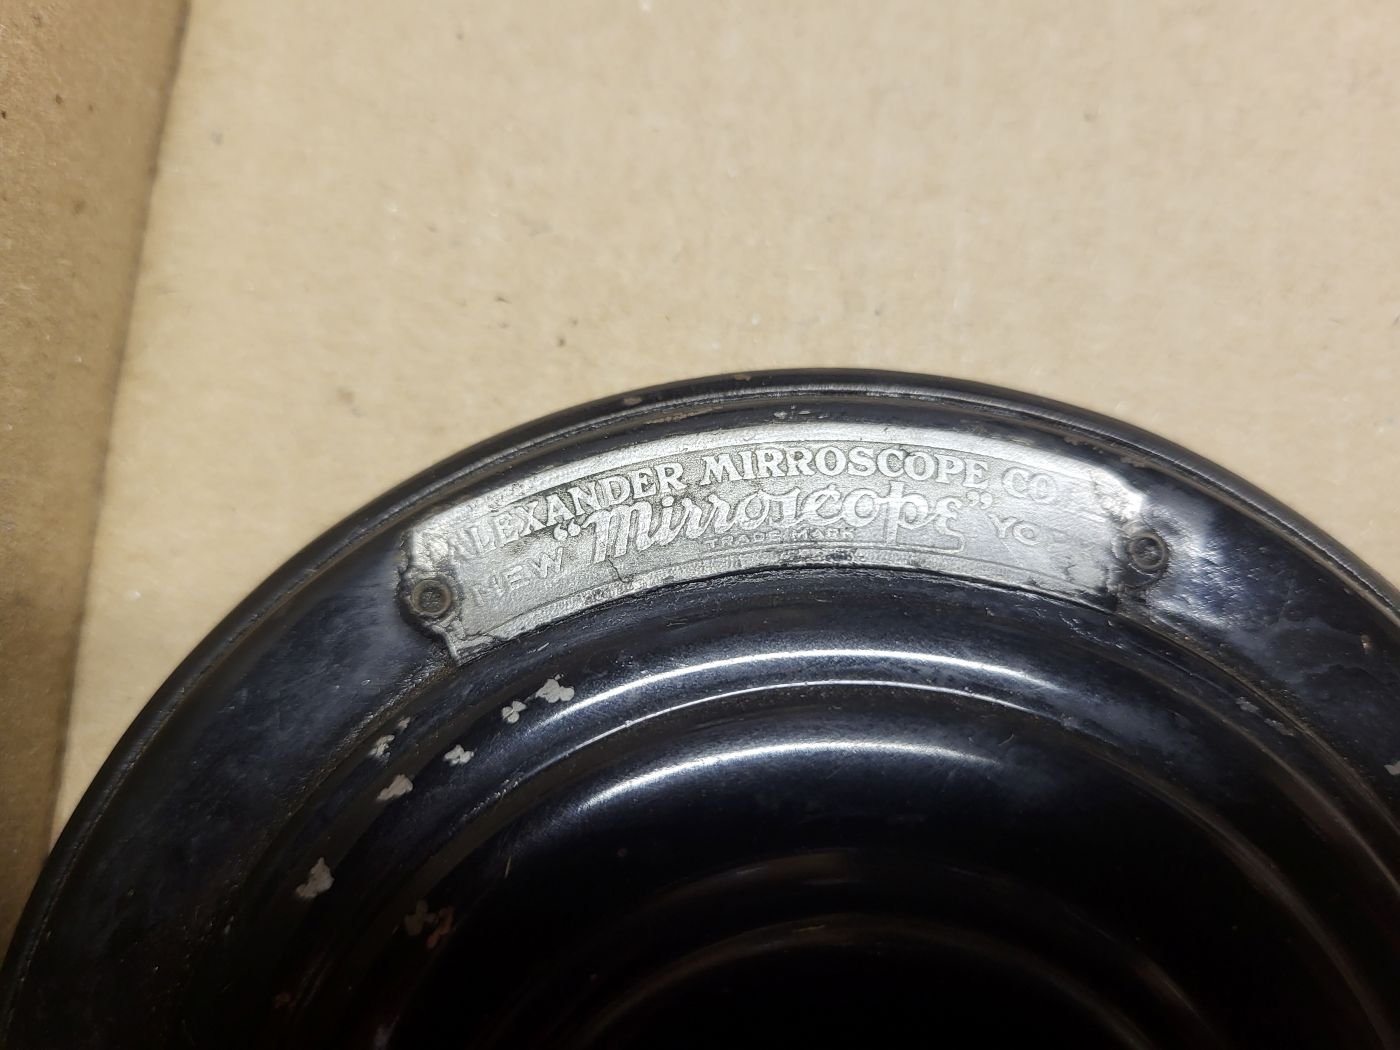 ALEXANDER MIRROSCOPE CO
NEW "Mirroscope" YO
TRADE MARK